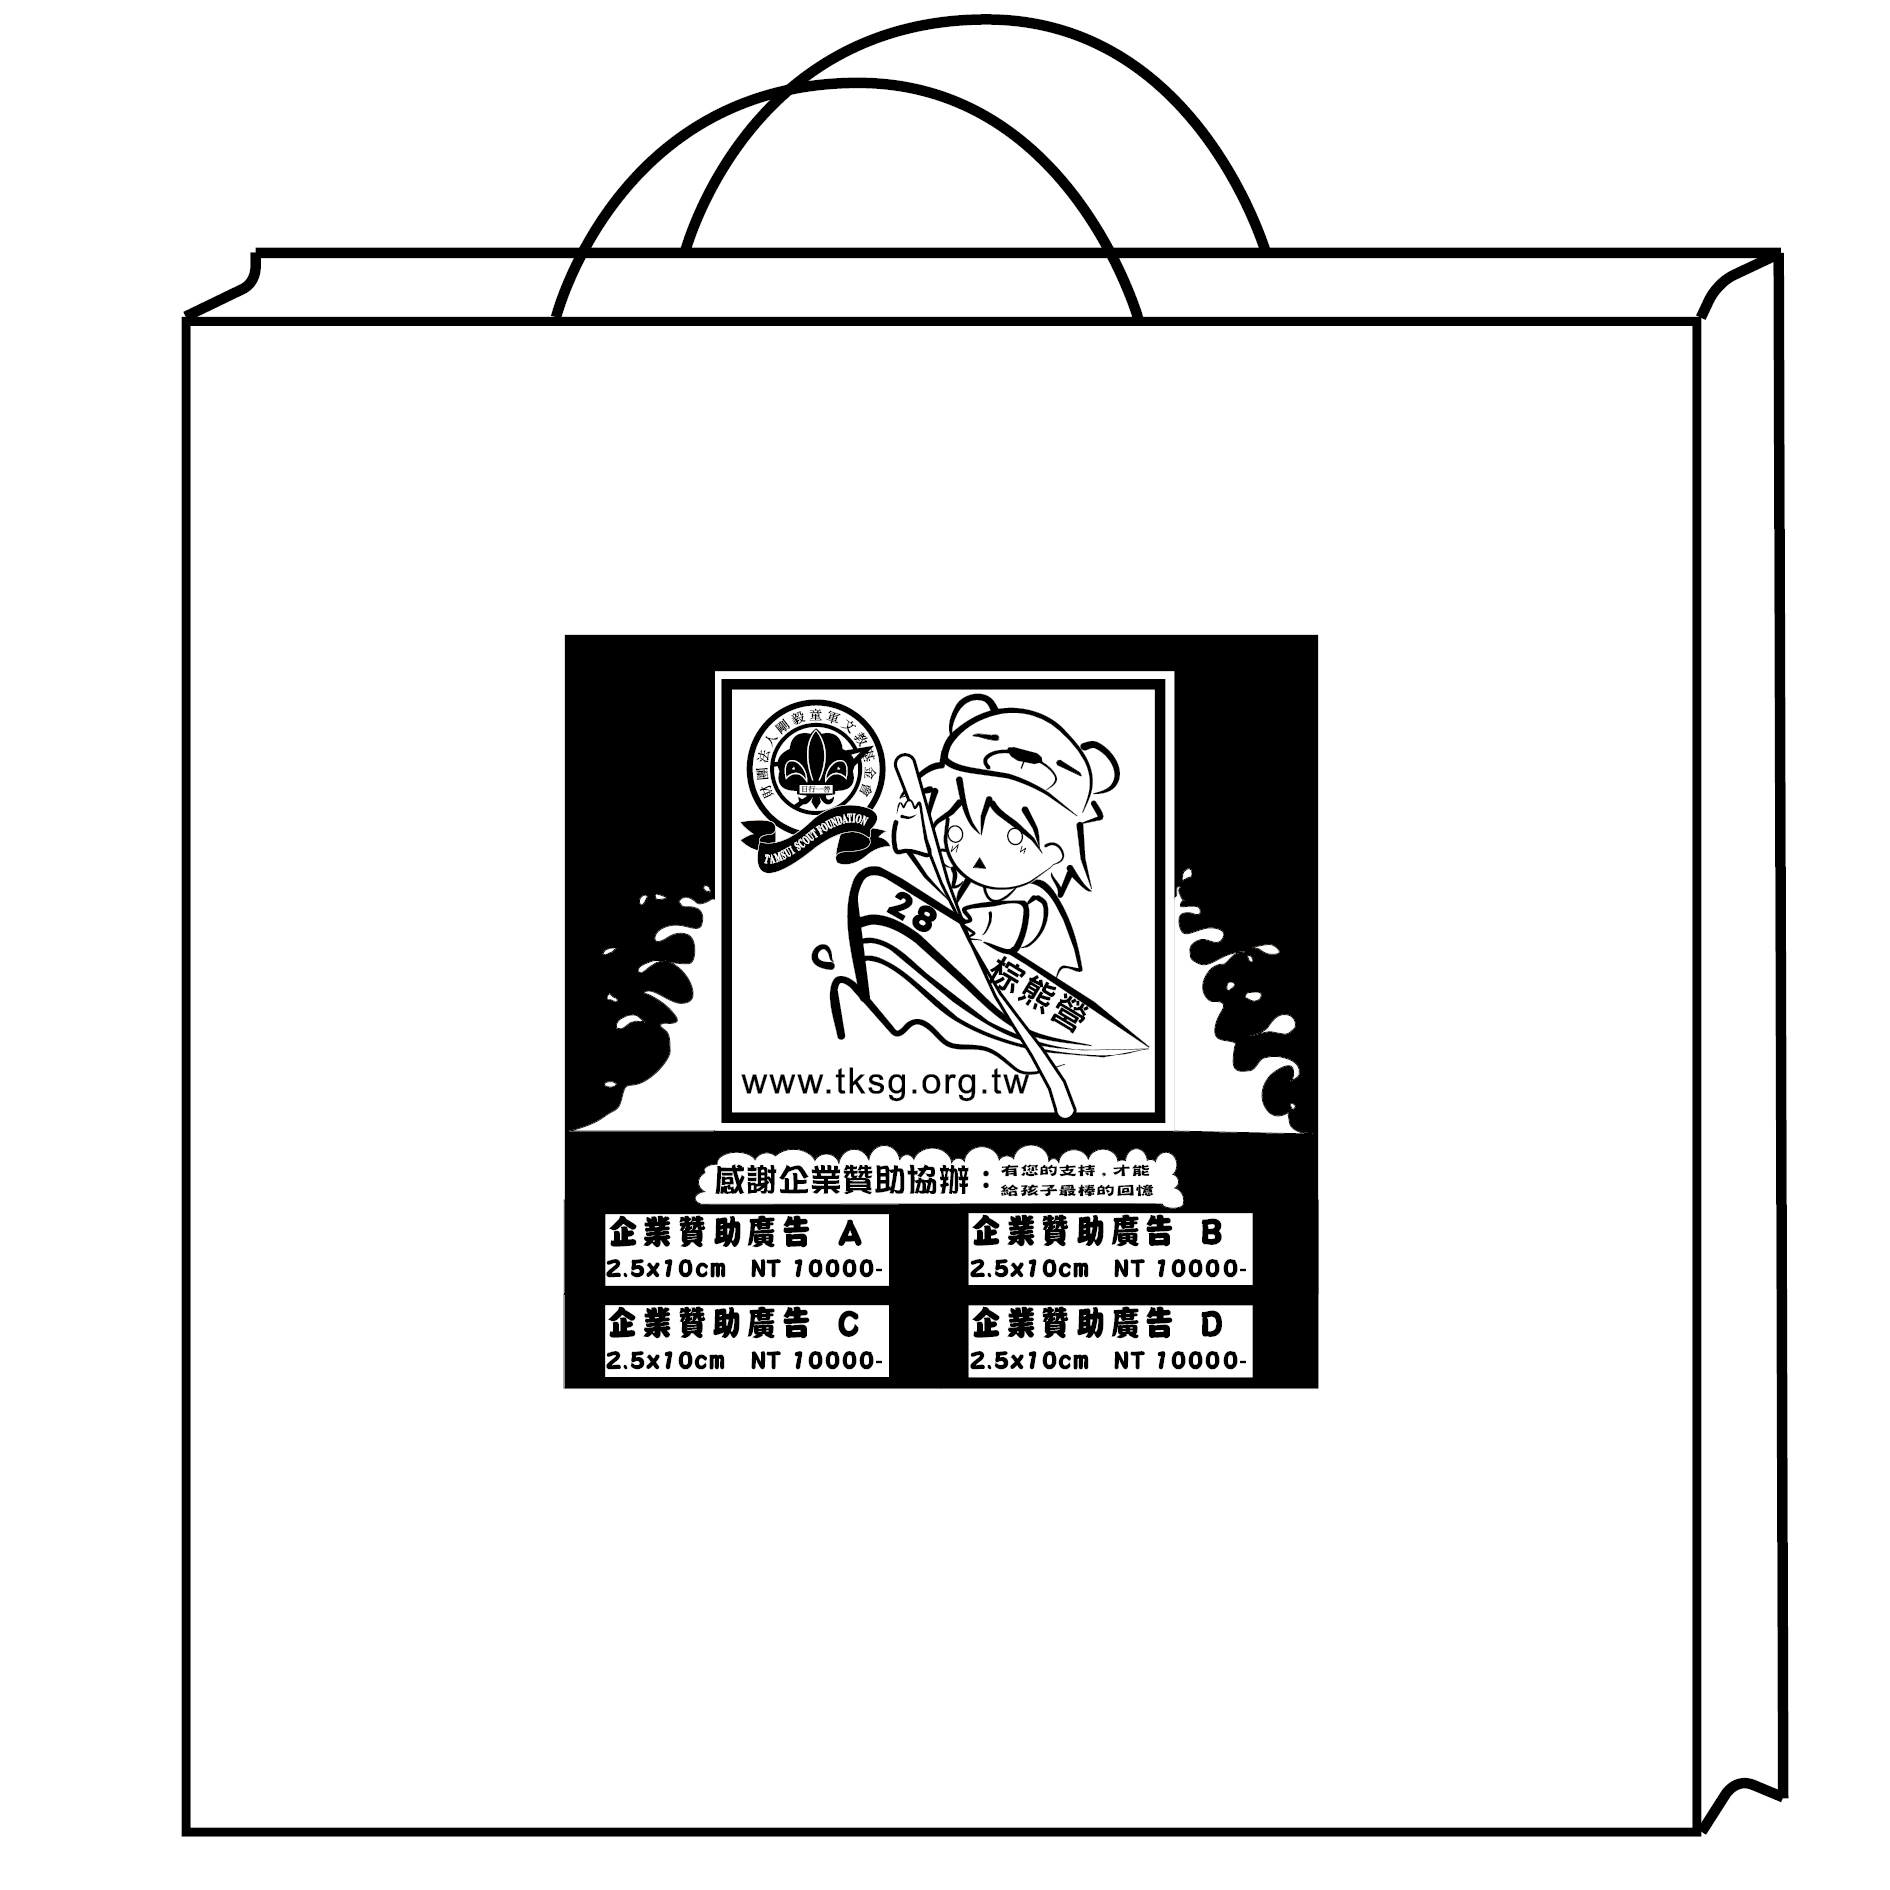 財團法人剛毅童軍文教基金會
日行一善
TAMSUI SCOUT FOUNDATION
28
棕熊營
www.tksg.org.tw
感謝企業贊助協辦：有您的支持，才能
給孩子最棒的回憶
企業贊助廣告 A
2.5x10cm NT 10000-
企業贊助廣告 B
2.5x10cm NT 10000-
企業贊助廣告 C
2.5x10cm NT 10000-
企業贊助廣告 D
2.5x10cm NT 10000-